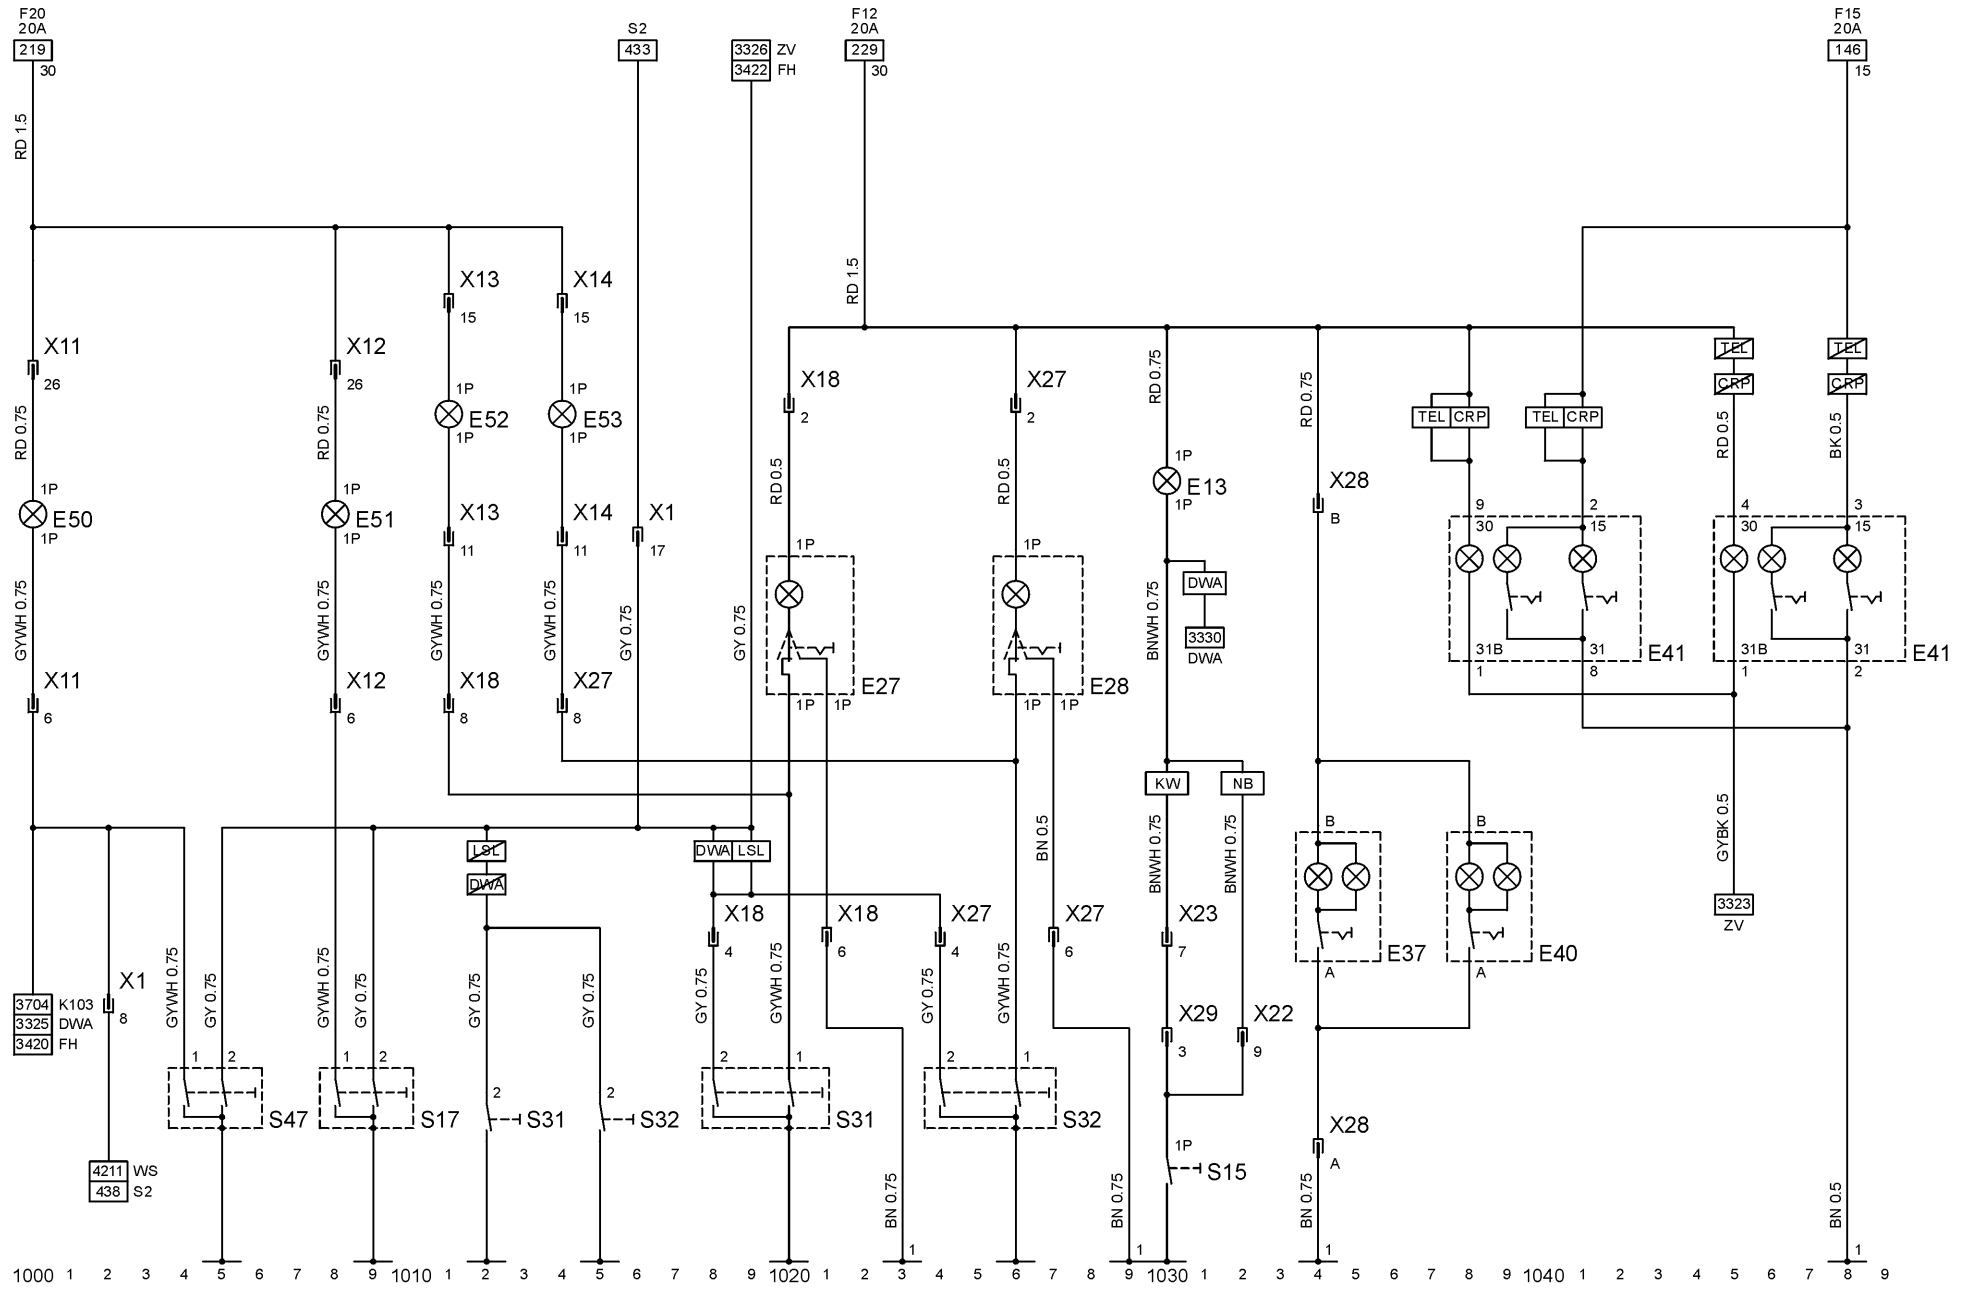 F20
20A
219
30
S2
433
3326 ZV
3422 FH
F12
20A
229
30
F15
20A
146
15
RD 1.5
RD 1.5
X13
15
X14
15
X11
26
X12
26
X18
2
X27
2
RD 0.75
RD 0.75
TEL
TEL
CRP
CRP
TEL CRP
TEL CRP
RD 0.75
RD 0.75
1P
E52
1P
1P
E53
1P
RD 0.5
RD 0.5
RD 0.5
BK 0.5
1P
E50
1P
1P
E51
1P
X13
11
X14
11
X1
17
1P
E13
1P
X28
B
9
30
2
15
4
30
3
15
1P
1P
DWA
3330
DWA
GYWH 0.75
GYWH 0.75
GYWH 0.75
GYWH 0.75
GY 0.75
GY 0.75
BNWH 0.75
31B
1
31
8
E41
31B
1
31
2
E41
X11
6
X12
6
X18
8
X27
8
1P
1P
E27
1P
1P
E28
KW
NB
BN 0.5
BNWH 0.75
BNWH 0.75
GYBK 0.5
B
B
LSL
DWA
DWA LSL
3323
ZV
X18
4
X18
6
X27
4
X27
6
X23
7
E37
A
E40
A
GYWH 0.75
GY 0.75
GYWH 0.75
GY 0.75
GY 0.75
GY 0.75
GY 0.75
GYWH 0.75
GY 0.75
GYWH 0.75
3704 K103
3325 DWA
3420 FH
X1
8
X29
3
X22
9
1
2
S47
1
2
S17
2
S31
2
S32
2
1
S31
2
1
S32
1P
S15
X28
A
4211 WS
438 S2
BN 0.75
BN 0.75
BN 0.75
BN 0.5
1
1
1
1
1000 1 2 3 4 5 6 7 8 9 1010 1 2 3 4 5 6 7 8 9 1020 1 2 3 4 5 6 7 8 9 1030 1 2 3 4 5 6 7 8 9 1040 1 2 3 4 5 6 7 8 9